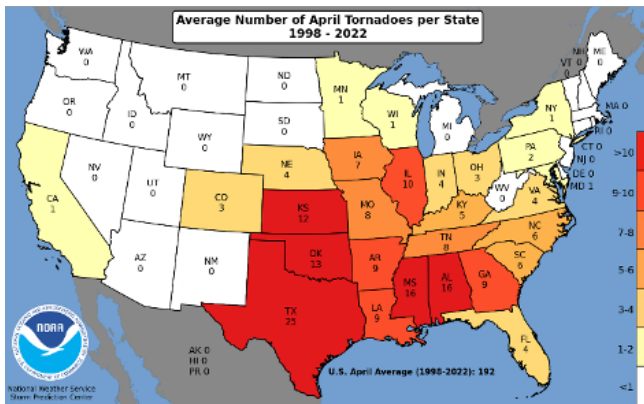 Average Number of April Tornadoes per State
1998 - 2022
WA
0
OR
0
CA
1
ID
0
NV
0
MT
0
WY
0
UT
0
AZ
0
CO
3
NM
0
ND
0
SD
0
NE
4
KS
12
OK
13
TX
25
MN
1
IA
7
MO
8
AR
9
LA
9
WI
1
IL
10
MS
16
MI
0
IN
4
KY
5
TN
8
AL
16
OH
3
WV
0
GA
9
FL
4
SC
6
NC
6
VA
4
PA
2
NY
1
VT
0
NH
0
ME
0
MA 0
RI 0
CT 0
NJ 0
DE 0
MD 1
AK 0
HI 0
PR 0
U.S. April Average (1998-2022): 192
>10
9-10
7-8
5-6
3-4
1-2
<1
NOAA
National Weather Service
Storm Prediction Center